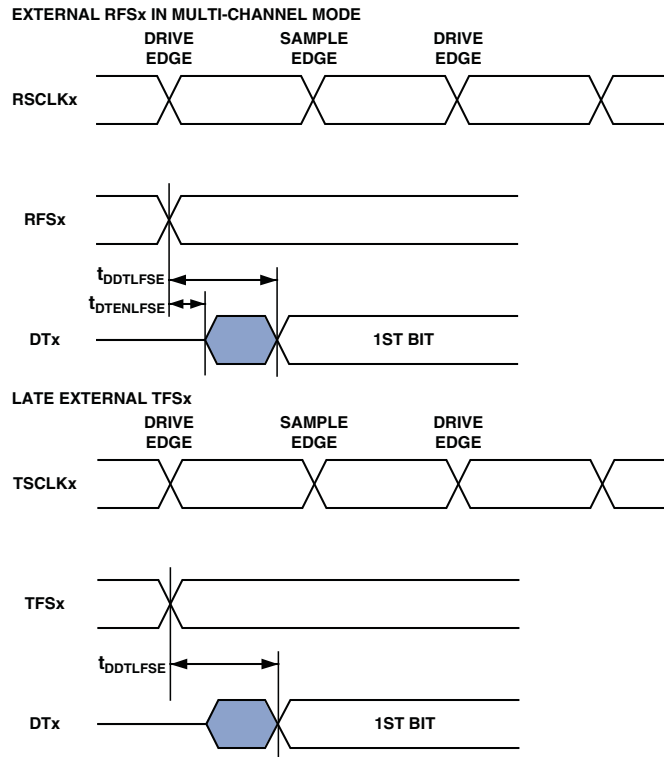 EXTERNAL RFSx IN MULTI-CHANNEL MODE
DRIVE EDGE
SAMPLE EDGE
DRIVE EDGE
RSCLKx
RFSx
tDDTLFSE
tDTENLFSE
DTx
1ST BIT
LATE EXTERNAL TFSx
DRIVE EDGE
SAMPLE EDGE
DRIVE EDGE
TSCLKx
TFSx
tDDTLFSE
DTx
1ST BIT